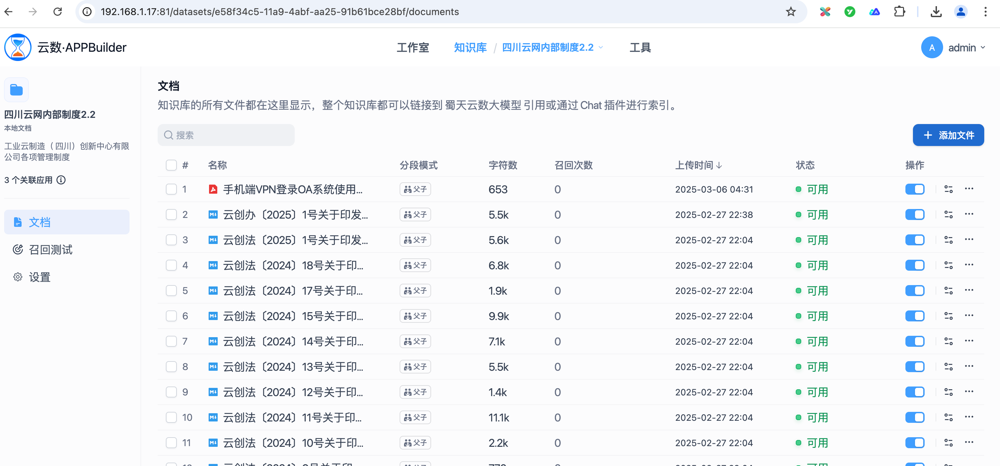 192.168.1.17:81/datasets/e58f34c5-11a9-4abf-aa25-91b61bce28bf/documents
云数·APPBuilder
工作室 知识库 / 四川云网内部制度2.2 工具
A admin
四川云网内部制度2.2
本地文档
工业云制造（四川）创新中心有限
公司各项管理制度
3 个关联应用
文档
召回测试
设置
文档
知识库的所有文件都在这里显示，整个知识库都可以链接到 蜀天云数大模型 引用或通过 Chat 插件进行索引。
搜索
添加文件
# 名称 分段模式 字符数 召回次数 上传时间 状态 操作
1 手机端VPN登录OA系统使用... 父子 653 0 2025-03-06 04:31 可用
2 云创办〔2025〕1号关于印发... 父子 5.5k 0 2025-02-27 22:38 可用
3 云创法〔2025〕1号关于印发... 父子 5.6k 0 2025-02-27 22:04 可用
4 云创法〔2024〕18号关于印... 父子 6.8k 0 2025-02-27 22:04 可用
5 云创法〔2024〕17号关于印... 父子 1.9k 0 2025-02-27 22:04 可用
6 云创法〔2024〕15号关于印... 父子 9.9k 0 2025-02-27 22:04 可用
7 云创法〔2024〕14号关于印... 父子 7.1k 0 2025-02-27 22:04 可用
8 云创法〔2024〕13号关于印... 父子 5.5k 0 2025-02-27 22:04 可用
9 云创法〔2024〕12号关于印... 父子 1.4k 0 2025-02-27 22:04 可用
10 云创法〔2024〕11号关于印... 父子 11.1k 0 2025-02-27 22:04 可用
11 云创法〔2024〕10号关于印... 父子 2.2k 0 2025-02-27 22:04 可用